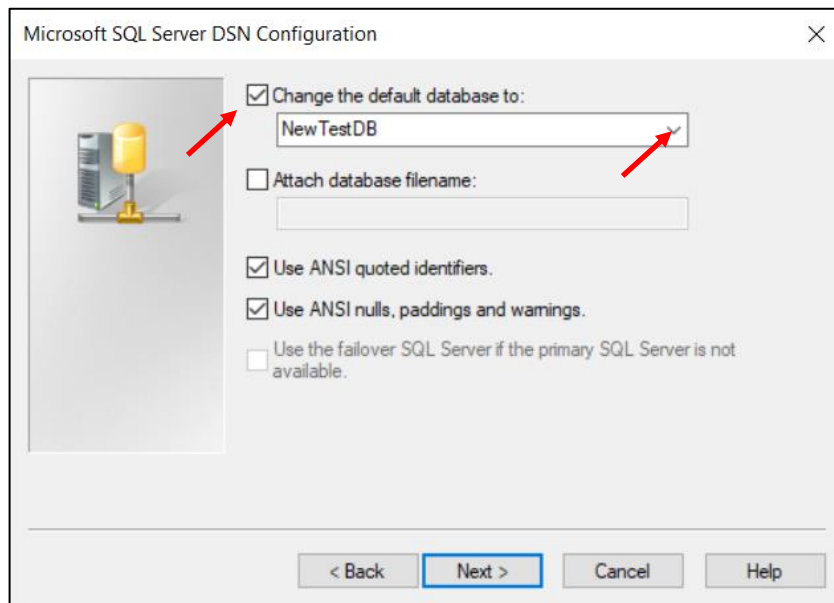 Microsoft SQL Server DSN Configuration
Change the default database to:
NewTestDB
Attach database filename:
Use ANSI quoted identifiers.
Use ANSI nulls, paddings and warnings.
Use the failover SQL Server if the primary SQL Server is not
available.
< Back Next > Cancel Help